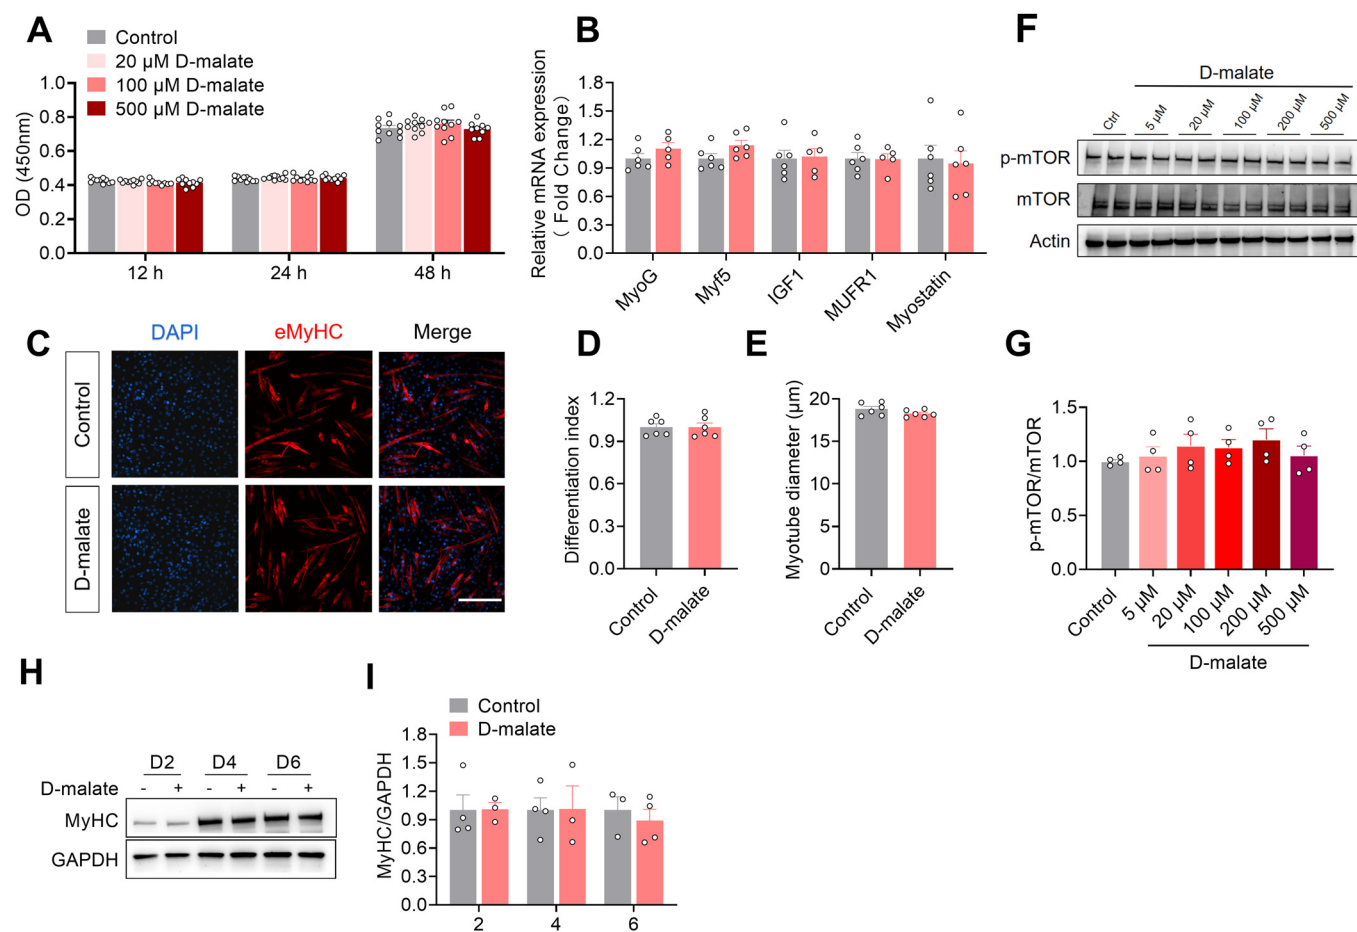 A
Control
20 μM D-malate
100 μM D-malate
500 μM D-malate
OD (450nm)
1.0
0.8
0.6
0.4
0.2
0.0
12 h
24 h
48 h
B
Relative mRNA expression
( Fold Change)
1.8
1.5
1.2
0.9
0.6
0.3
0.0
MyoG
Myf5
IGF1
MUFR1
Myostatin
F
D-malate
Ctrl
5 μM
20 μM
100 μM
200 μM
500 μM
p-mTOR
mTOR
Actin
C
DAPI
eMyHC
Merge
Control
D-malate
D
Differentiation index
1.2
0.9
0.6
0.3
0.0
Control
D-malate
E
Myotube diameter (μm)
20
15
10
5
0
Control
D-malate
G
p-mTOR/mTOR
1.5
1.0
0.5
0.0
Control
5 μM
20 μM
100 μM
200 μM
500 μM
D-malate
H
D2
D4
D6
D-malate
- + - + - +
MyHC
GAPDH
I
Control
D-malate
MyHC/GAPDH
1.8
1.5
1.2
0.9
0.6
0.3
0.0
2
4
6